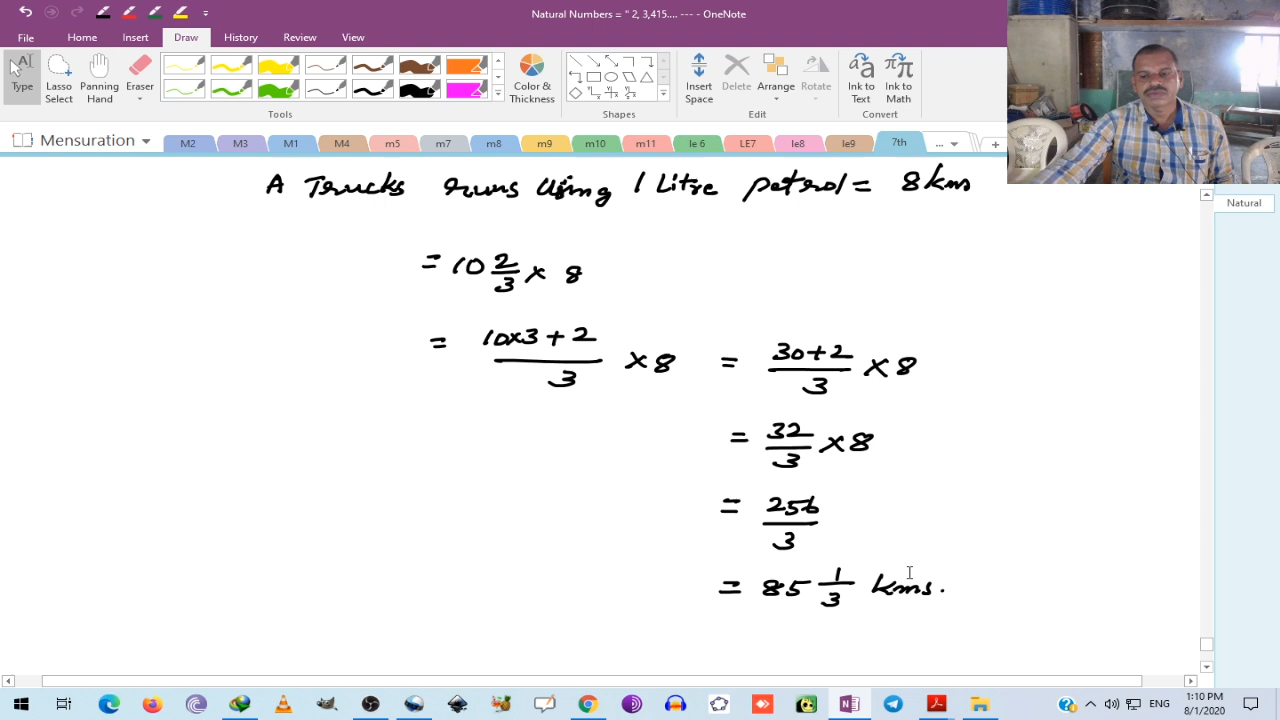 Natural Numbers = " 2, 3,415.... --- - OneNote
File Home Insert Draw History Trucks Review View
Type Lasso Select Panning Hand Eraser Color & Thickness Insert Space Delete Arrange Rotate Ink to Text Ink to Math
Tools Shapes Edit Convert
Mensuration M2 M3 M1 M4 m5 m7 m8 m9 m10 m11 le 6 LE7 le8 le9 7th ... +
Natural
A Trucks runs Using 1 Litre peterol = 8 kms
= 10 2/3 × 8
= 10×3+2/3 × 8 = 30+2/3 × 8
= 32/3 × 8
= 256/3
= 85 1/3 kms.
ENG 1:10 PM 8/1/2020